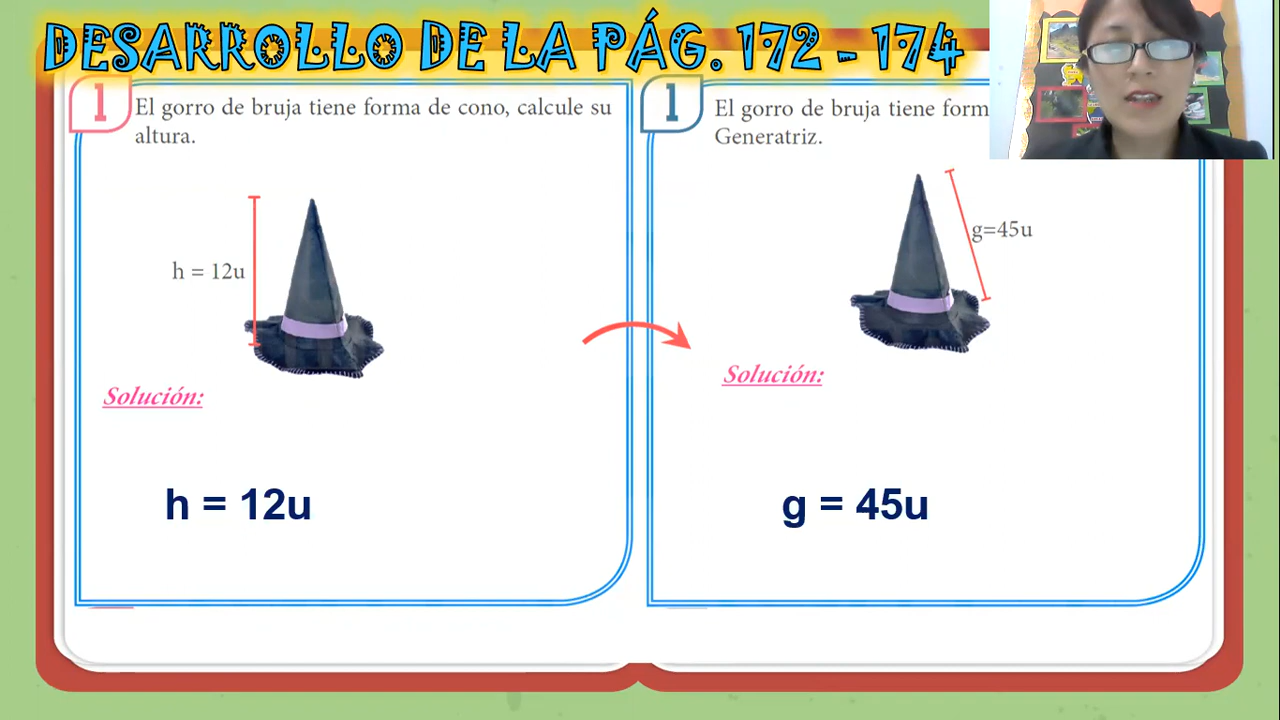 DESARROLLO DE LA PÁG. 172 - 174
1
El gorro de bruja tiene forma de cono, calcule su
altura.
h = 12u
Solución:
h = 12u
1
El gorro de bruja tiene form
Generatriz.
g=45u
Solución:
g = 45u